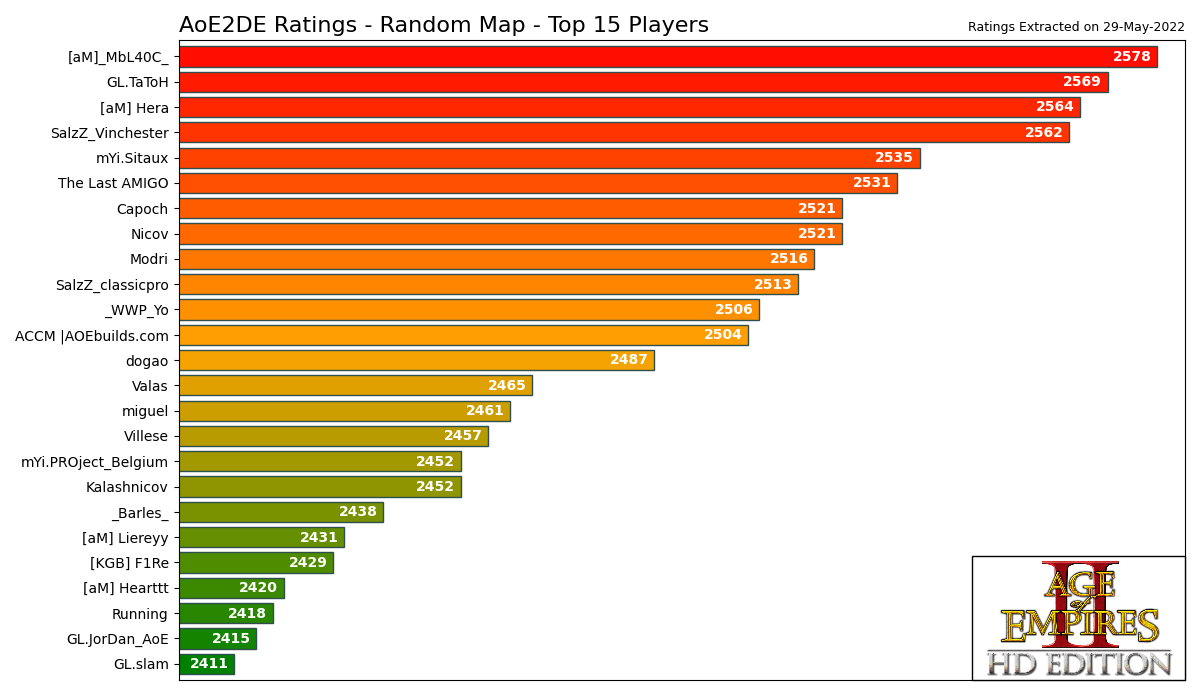 AoE2DE Ratings - Random Map - Top 15 Players
Ratings Extracted on 29-May-2022
[aM]_MbL40C_ 2578
GL.TaToH 2569
[aM] Hera 2564
SalzZ_Vinchester 2562
mYi.Sitaux 2535
The Last AMIGO 2531
Capoch 2521
Nicov 2521
Modri 2516
SalzZ_classicpro 2513
_WWP_Yo 2506
ACCM |AOEbuilds.com 2504
dogao 2487
Valas 2465
miguel 2461
Villese 2457
mYi.PROject_Belgium 2452
Kalashnicov 2452
_Barles_ 2438
[aM] Liereyy 2431
[KGB] F1Re 2429
[aM] Hearttt 2420
Running 2418
GL.JorDan_AoE 2415
GL.slam 2411
II
AGE
of
EMPIRES
HD EDITION